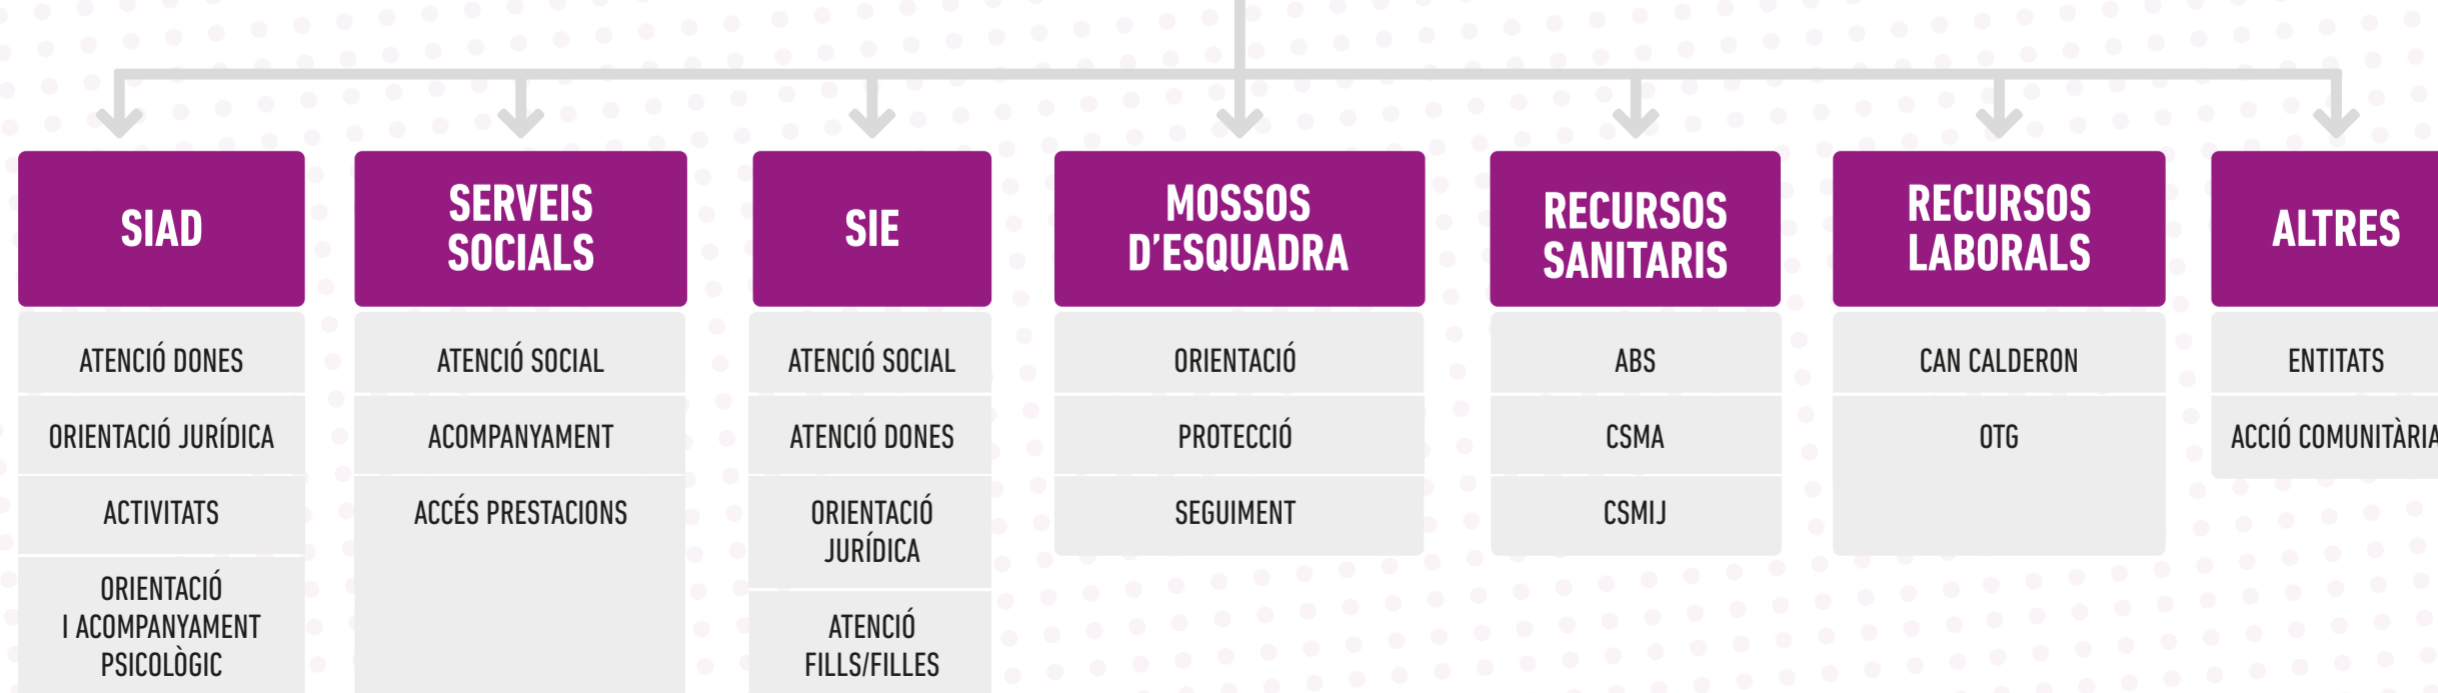 SIAD
ATENCIÓ DONES
ORIENTACIÓ JURÍDICA
ACTIVITATS
ORIENTACIÓ
I ACOMPANYAMENT
PSICOLÒGIC
SERVEIS
SOCIALS
ATENCIÓ SOCIAL
ACOMPANYAMENT
ACCÉS PRESTACIONS
SIE
ATENCIÓ SOCIAL
ATENCIÓ DONES
ORIENTACIÓ
JURÍDICA
ATENCIÓ
FILLS/FILLES
MOSSOS
D’ESQUADRA
ORIENTACIÓ
PROTECCIÓ
SEGUIMENT
RECURSOS
SANITARIS
ABS
CSMA
CSMIJ
RECURSOS
LABORALS
CAN CALDERON
OTG
ALTRES
ENTITATS
ACCIÓ COMUNITÀRIA